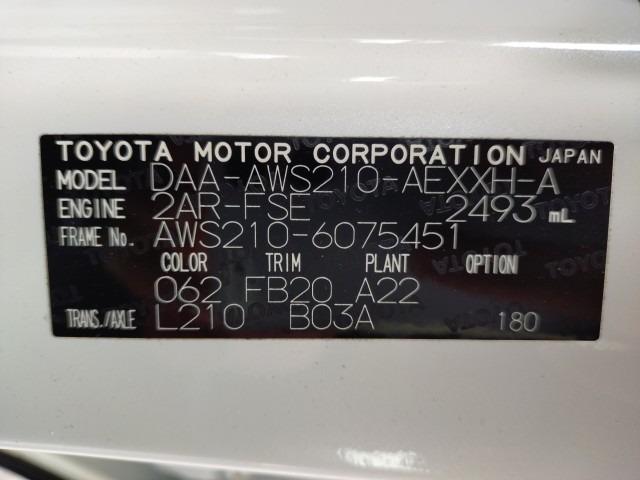 TOYOTA MOTOR CORPORATION JAPAN
MODEL DAA-AWS210-AEXXH-A
ENGINE 2AR-FSE 2493 mL
FRAME No. AWS210-6075451
COLOR TRIM PLANT OPTION
062 FB20 A22
TRANS./AXLE L210 B03A 180